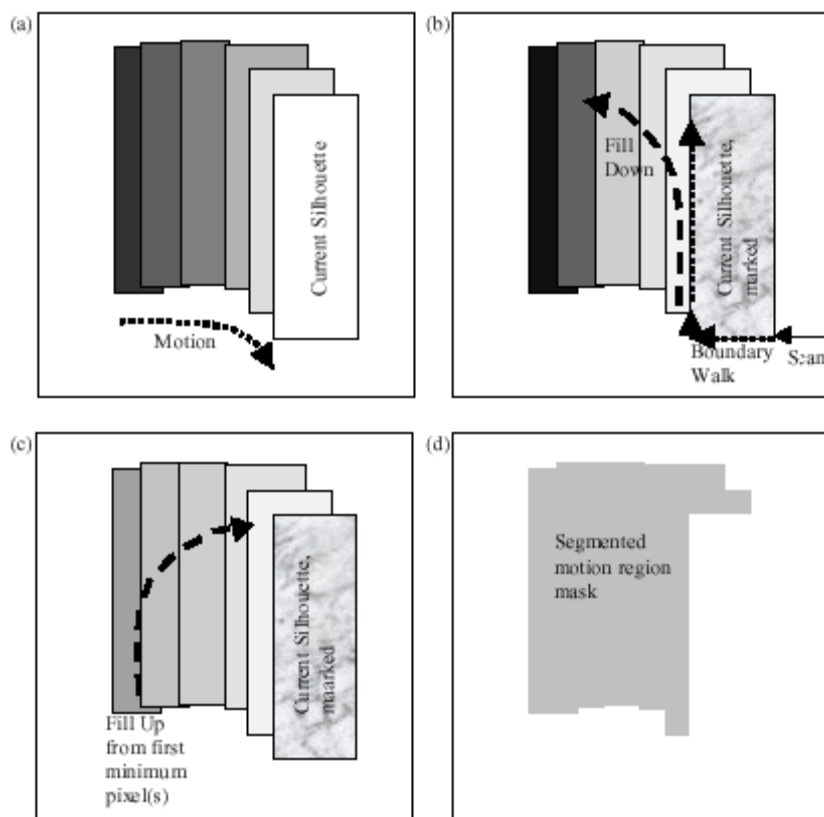 (a)
Current Silhouette
Motion
(b)
Fill
Down
Current Silhouette,
marked
Boundary
Walk
Scan
(c)
Current Silhouette,
maarked
Fill Up
from first
minimum
pixel(s)
(d)
Segmented
motion region
mask